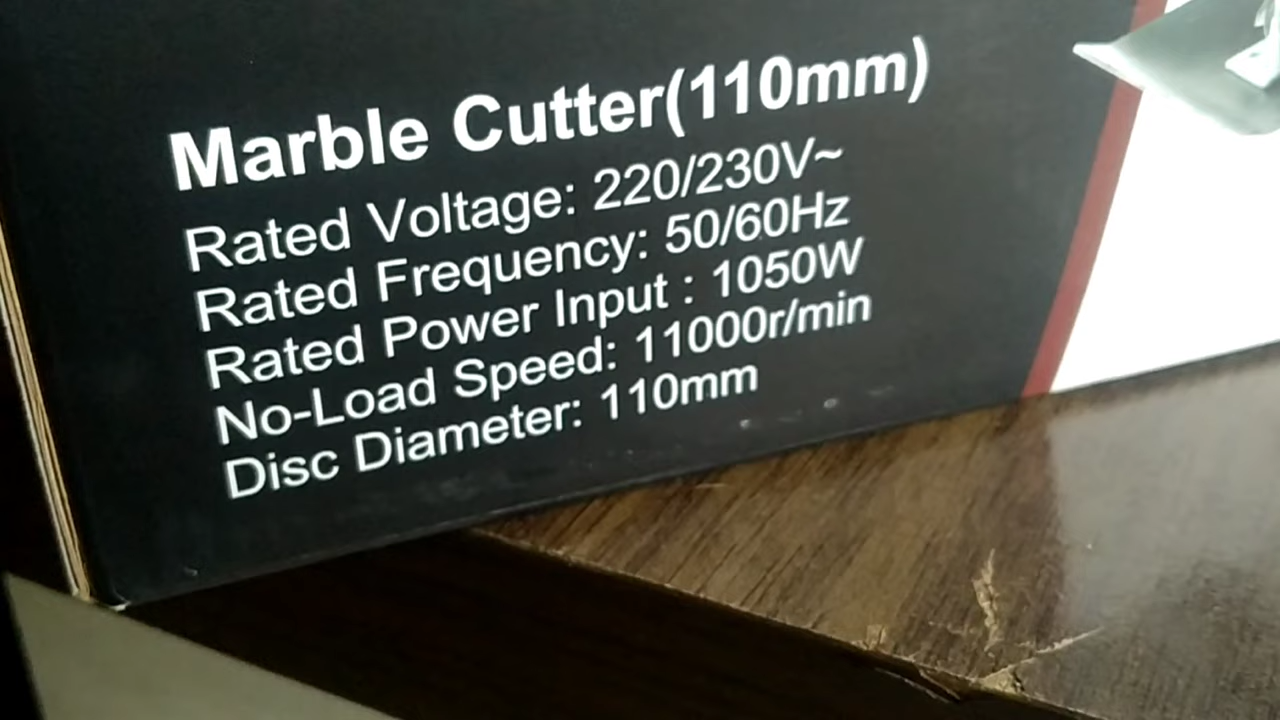 Marble Cutter(110mm)
Rated Voltage: 220/230V~
Rated Frequency: 50/60Hz
Rated Power Input : 1050W
No-Load Speed: 11000r/min
Disc Diameter: 110mm